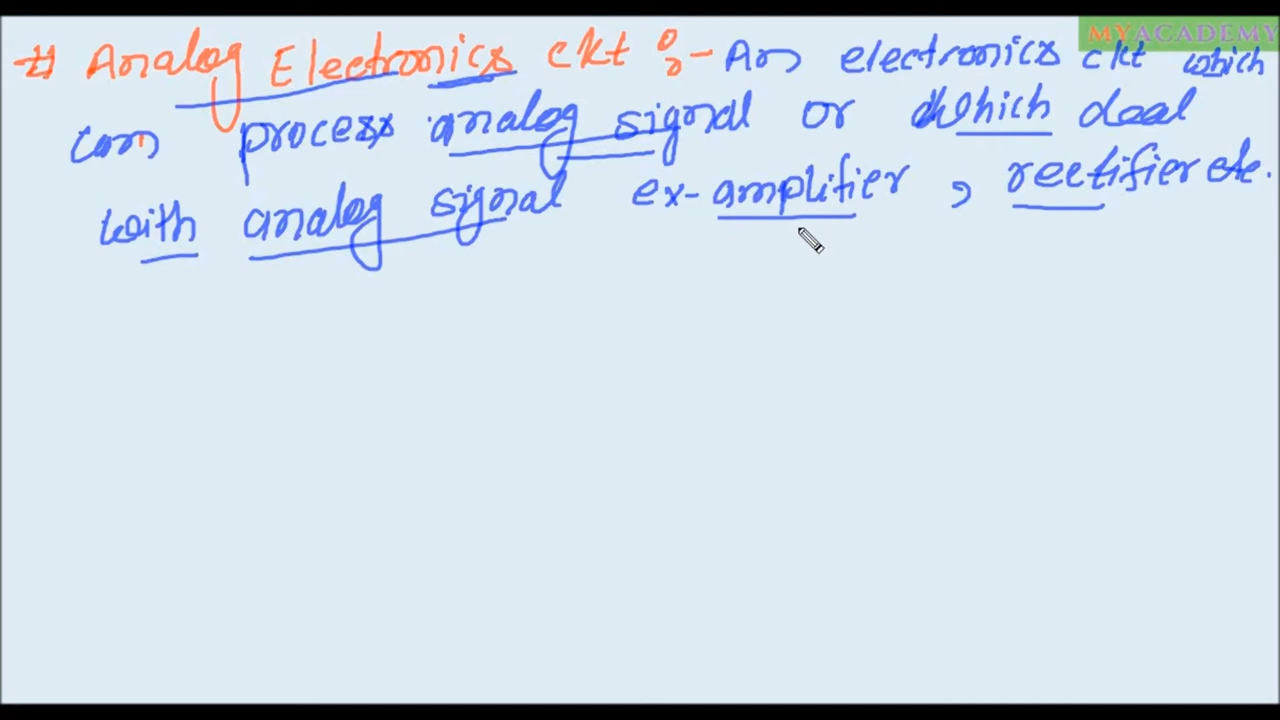 MYACADEMY
# Analog Electronics ckt :- An electronics ckt which
can process analog signal or which deal
with analog signal ex- amplifier , rectifier etc.